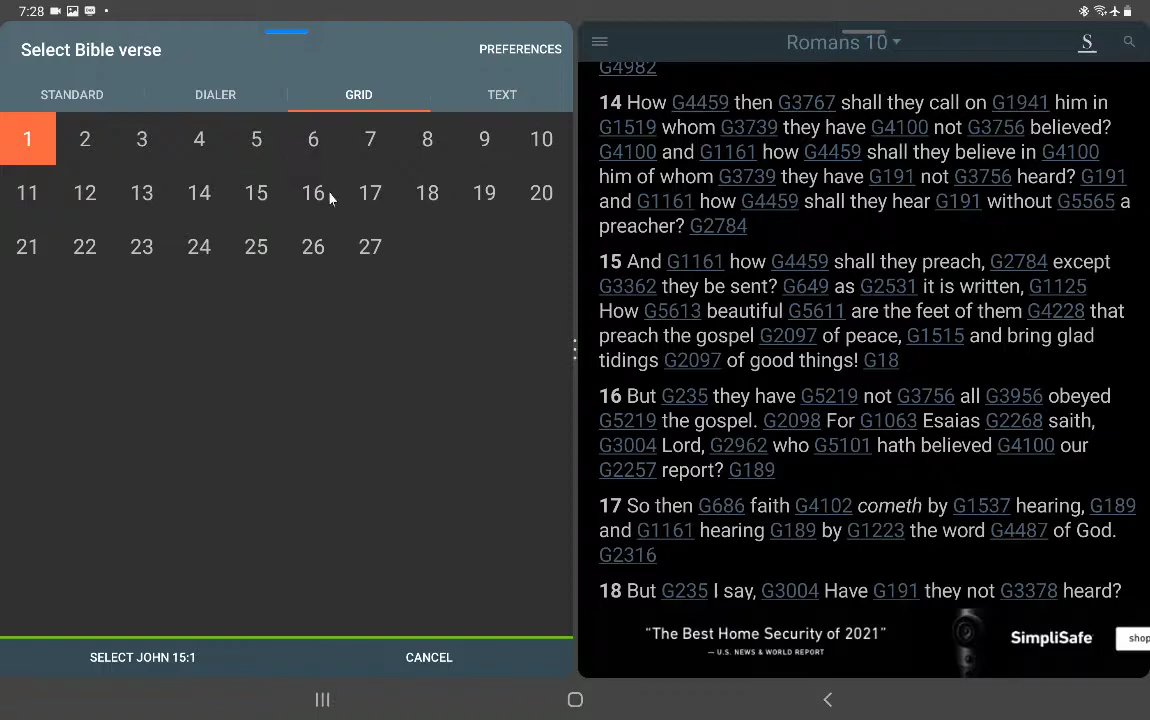 7:28
Select Bible verse
PREFERENCES
STANDARD
DIALER
GRID
TEXT
1 2 3 4 5 6 7 8 9 10
11 12 13 14 15 16 17 18 19 20
21 22 23 24 25 26 27
SELECT JOHN 15:1
CANCEL
Romans 10
S
G4982
14 How G4459 then G3767 shall they call on G1941 him in
G1519 whom G3739 they have G4100 not G3756 believed?
G4100 and G1161 how G4459 shall they believe in G4100
him of whom G3739 they have G191 not G3756 heard? G191
and G1161 how G4459 shall they hear G191 without G5565 a
preacher? G2784
15 And G1161 how G4459 shall they preach, G2784 except
G3362 they be sent? G649 as G2531 it is written, G1125
How G5613 beautiful G5611 are the feet of them G4228 that
preach the gospel G2097 of peace, G1515 and bring glad
tidings G2097 of good things! G18
16 But G235 they have G5219 not G3756 all G3956 obeyed
G5219 the gospel. G2098 For G1063 Esaias G2268 saith,
G3004 Lord, G2962 who G5101 hath believed G4100 our
G2257 report? G189
17 So then G686 faith G4102 cometh by G1537 hearing, G189
and G1161 hearing G189 by G1223 the word G4487 of God.
G2316
18 But G235 I say, G3004 Have G191 they not G3378 heard?
“The Best Home Security of 2021”
— U.S. NEWS & WORLD REPORT
SimpliSafe
shop